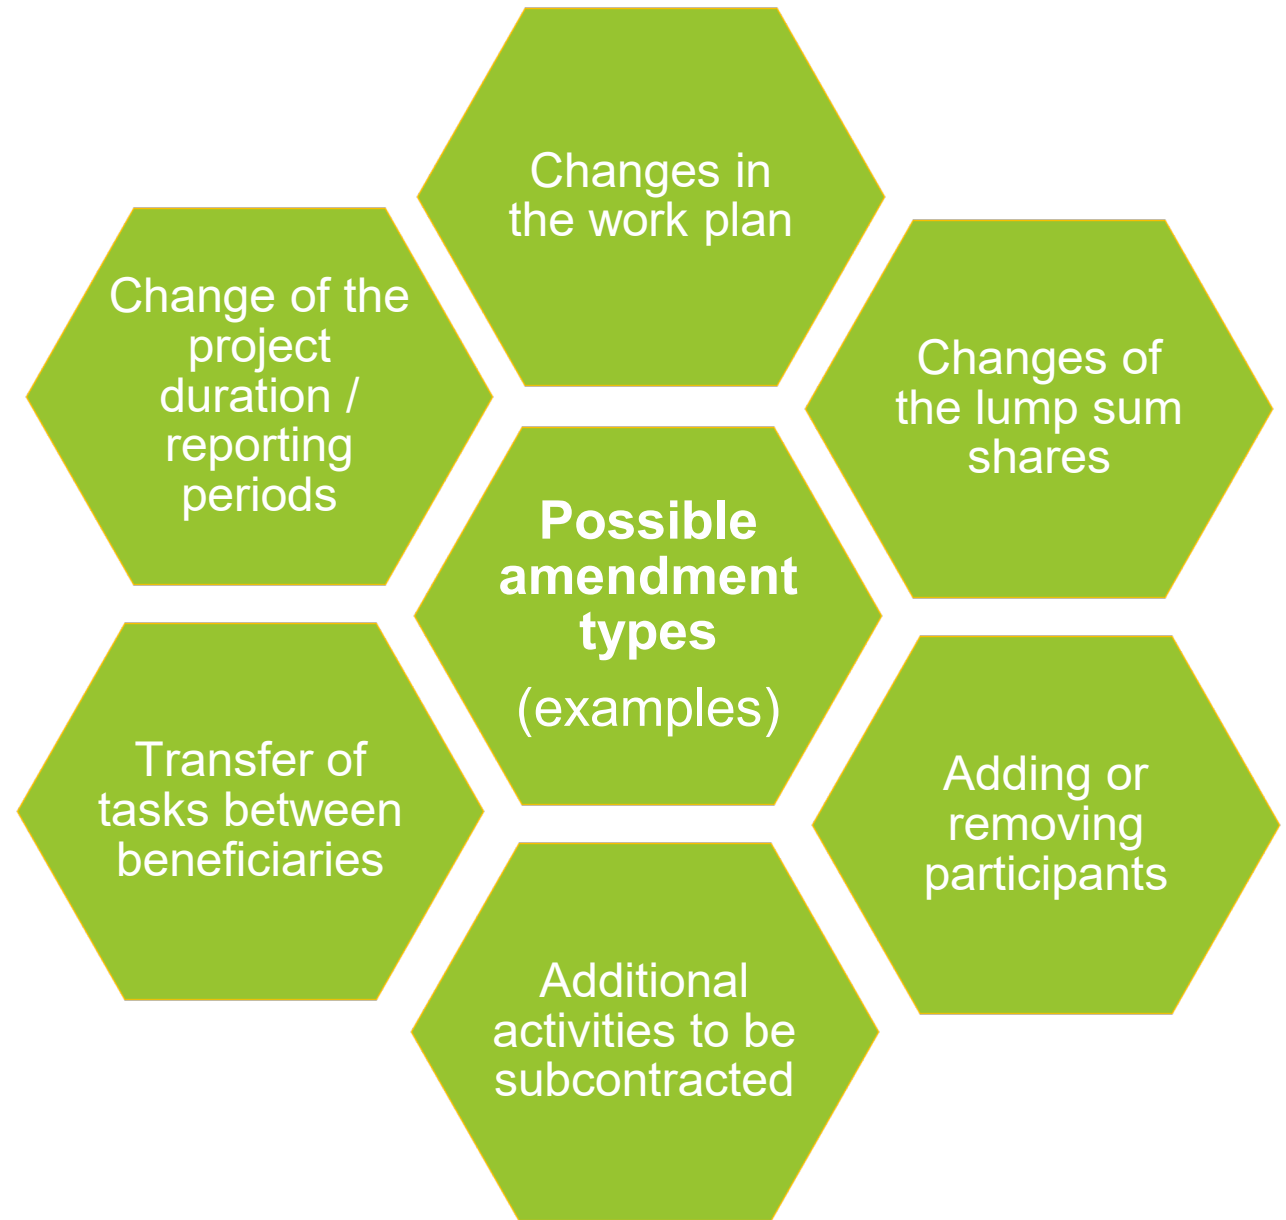 Changes in
the work plan
Change of the
project
duration /
reporting
periods
Changes of
the lump sum
shares
Possible
amendment
types
(examples)
Transfer of
tasks between
beneficiaries
Adding or
removing
participants
Additional
activities to be
subcontracted